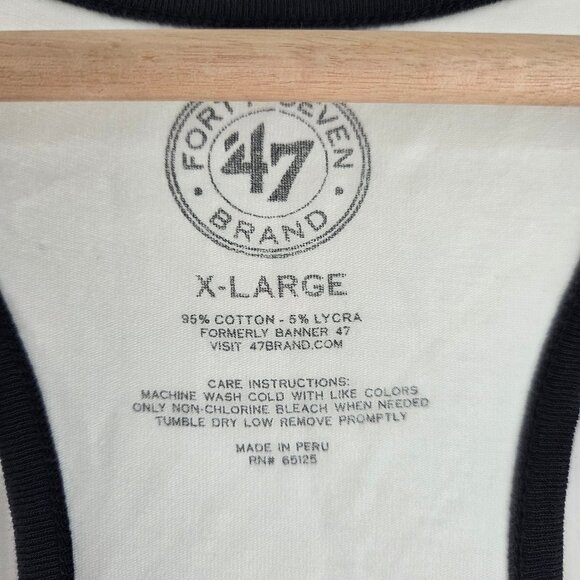 FORTY SEVEN
47
BRAND
X-LARGE
95% COTTON - 5% LYCRA
FORMERLY BANNER 47
VISIT 47BRAND.COM
CARE INSTRUCTIONS:
MACHINE WASH COLD WITH LIKE COLORS
ONLY NON-CHLORINE BLEACH WHEN NEEDED
TUMBLE DRY LOW REMOVE PROMPTLY
MADE IN PERU
RN# 65125